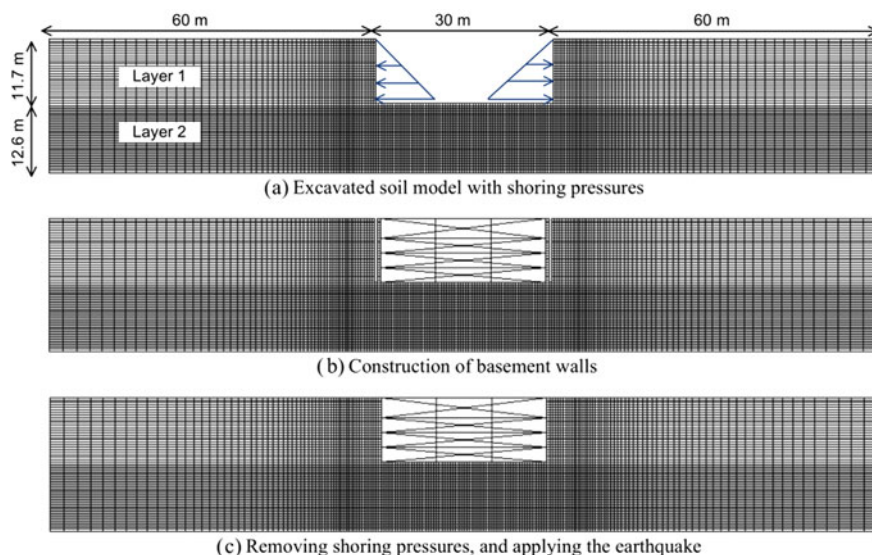 60 m 30 m 60 m
11.7 m
Layer 1
12.6 m
Layer 2
(a) Excavated soil model with shoring pressures
(b) Construction of basement walls
(c) Removing shoring pressures, and applying the earthquake